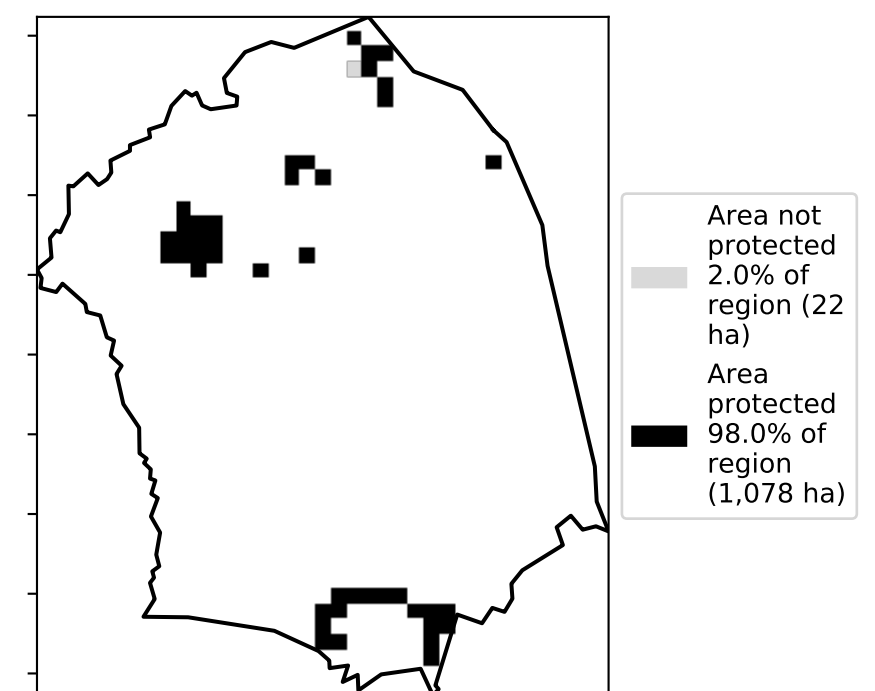 Area not
protected
2.0% of
region (22
ha)
Area
protected
98.0% of
region
(1,078 ha)